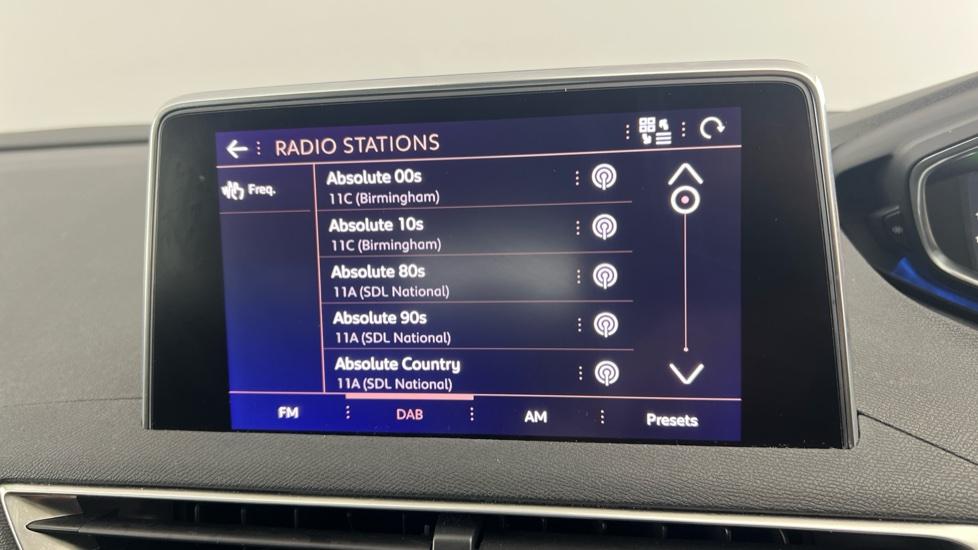 RADIO STATIONS
Freq.
Absolute 00s
11C (Birmingham)
Absolute 10s
11C (Birmingham)
Absolute 80s
11A (SDL National)
Absolute 90s
11A (SDL National)
Absolute Country
11A (SDL National)
FM DAB AM Presets